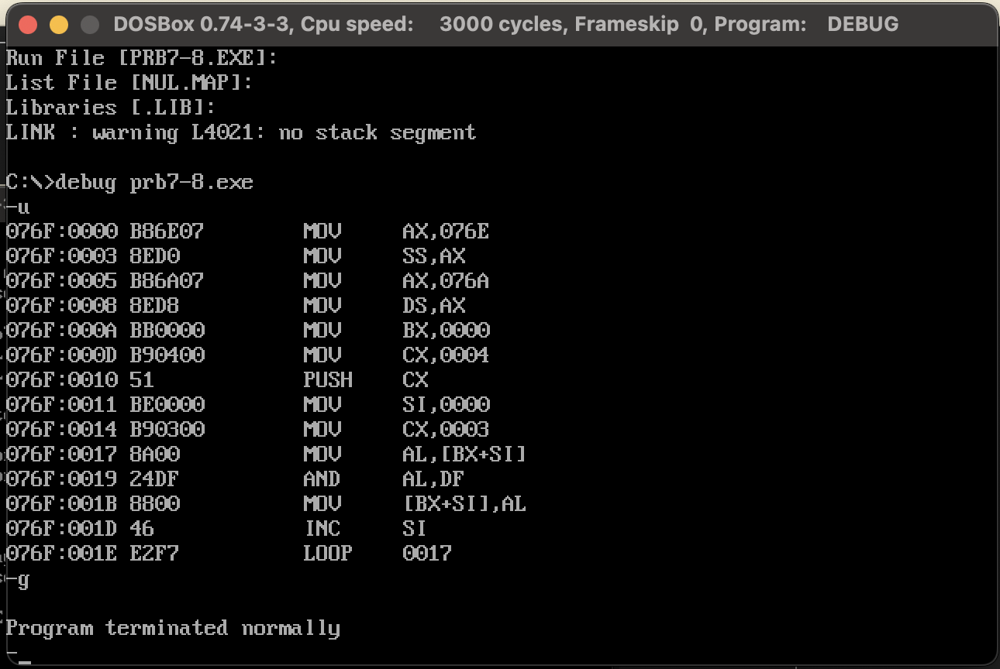 DOSBox 0.74-3-3, Cpu speed: 3000 cycles, Frameskip 0, Program: DEBUG
Run File [PRB7-8.EXE]:
List File [NUL.MAP]:
Libraries [.LIB]:
LINK : warning L4021: no stack segment
C:\>debug prb7-8.exe
-u
076F:0000 B86E07 MOV AX,076E
076F:0003 8ED0 MOV SS,AX
076F:0005 B86A07 MOV AX,076A
076F:0008 8ED8 MOV DS,AX
076F:000A BB0000 MOV BX,0000
076F:000D B90400 MOV CX,0004
076F:0010 51 PUSH CX
076F:0011 BE0000 MOV SI,0000
076F:0014 B90300 MOV CX,0003
076F:0017 8A00 MOV AL,[BX+SI]
076F:0019 24DF AND AL,DF
076F:001B 8800 MOV [BX+SI],AL
076F:001D 46 INC SI
076F:001E E2F7 LOOP 0017
-g
Program terminated normally
-_